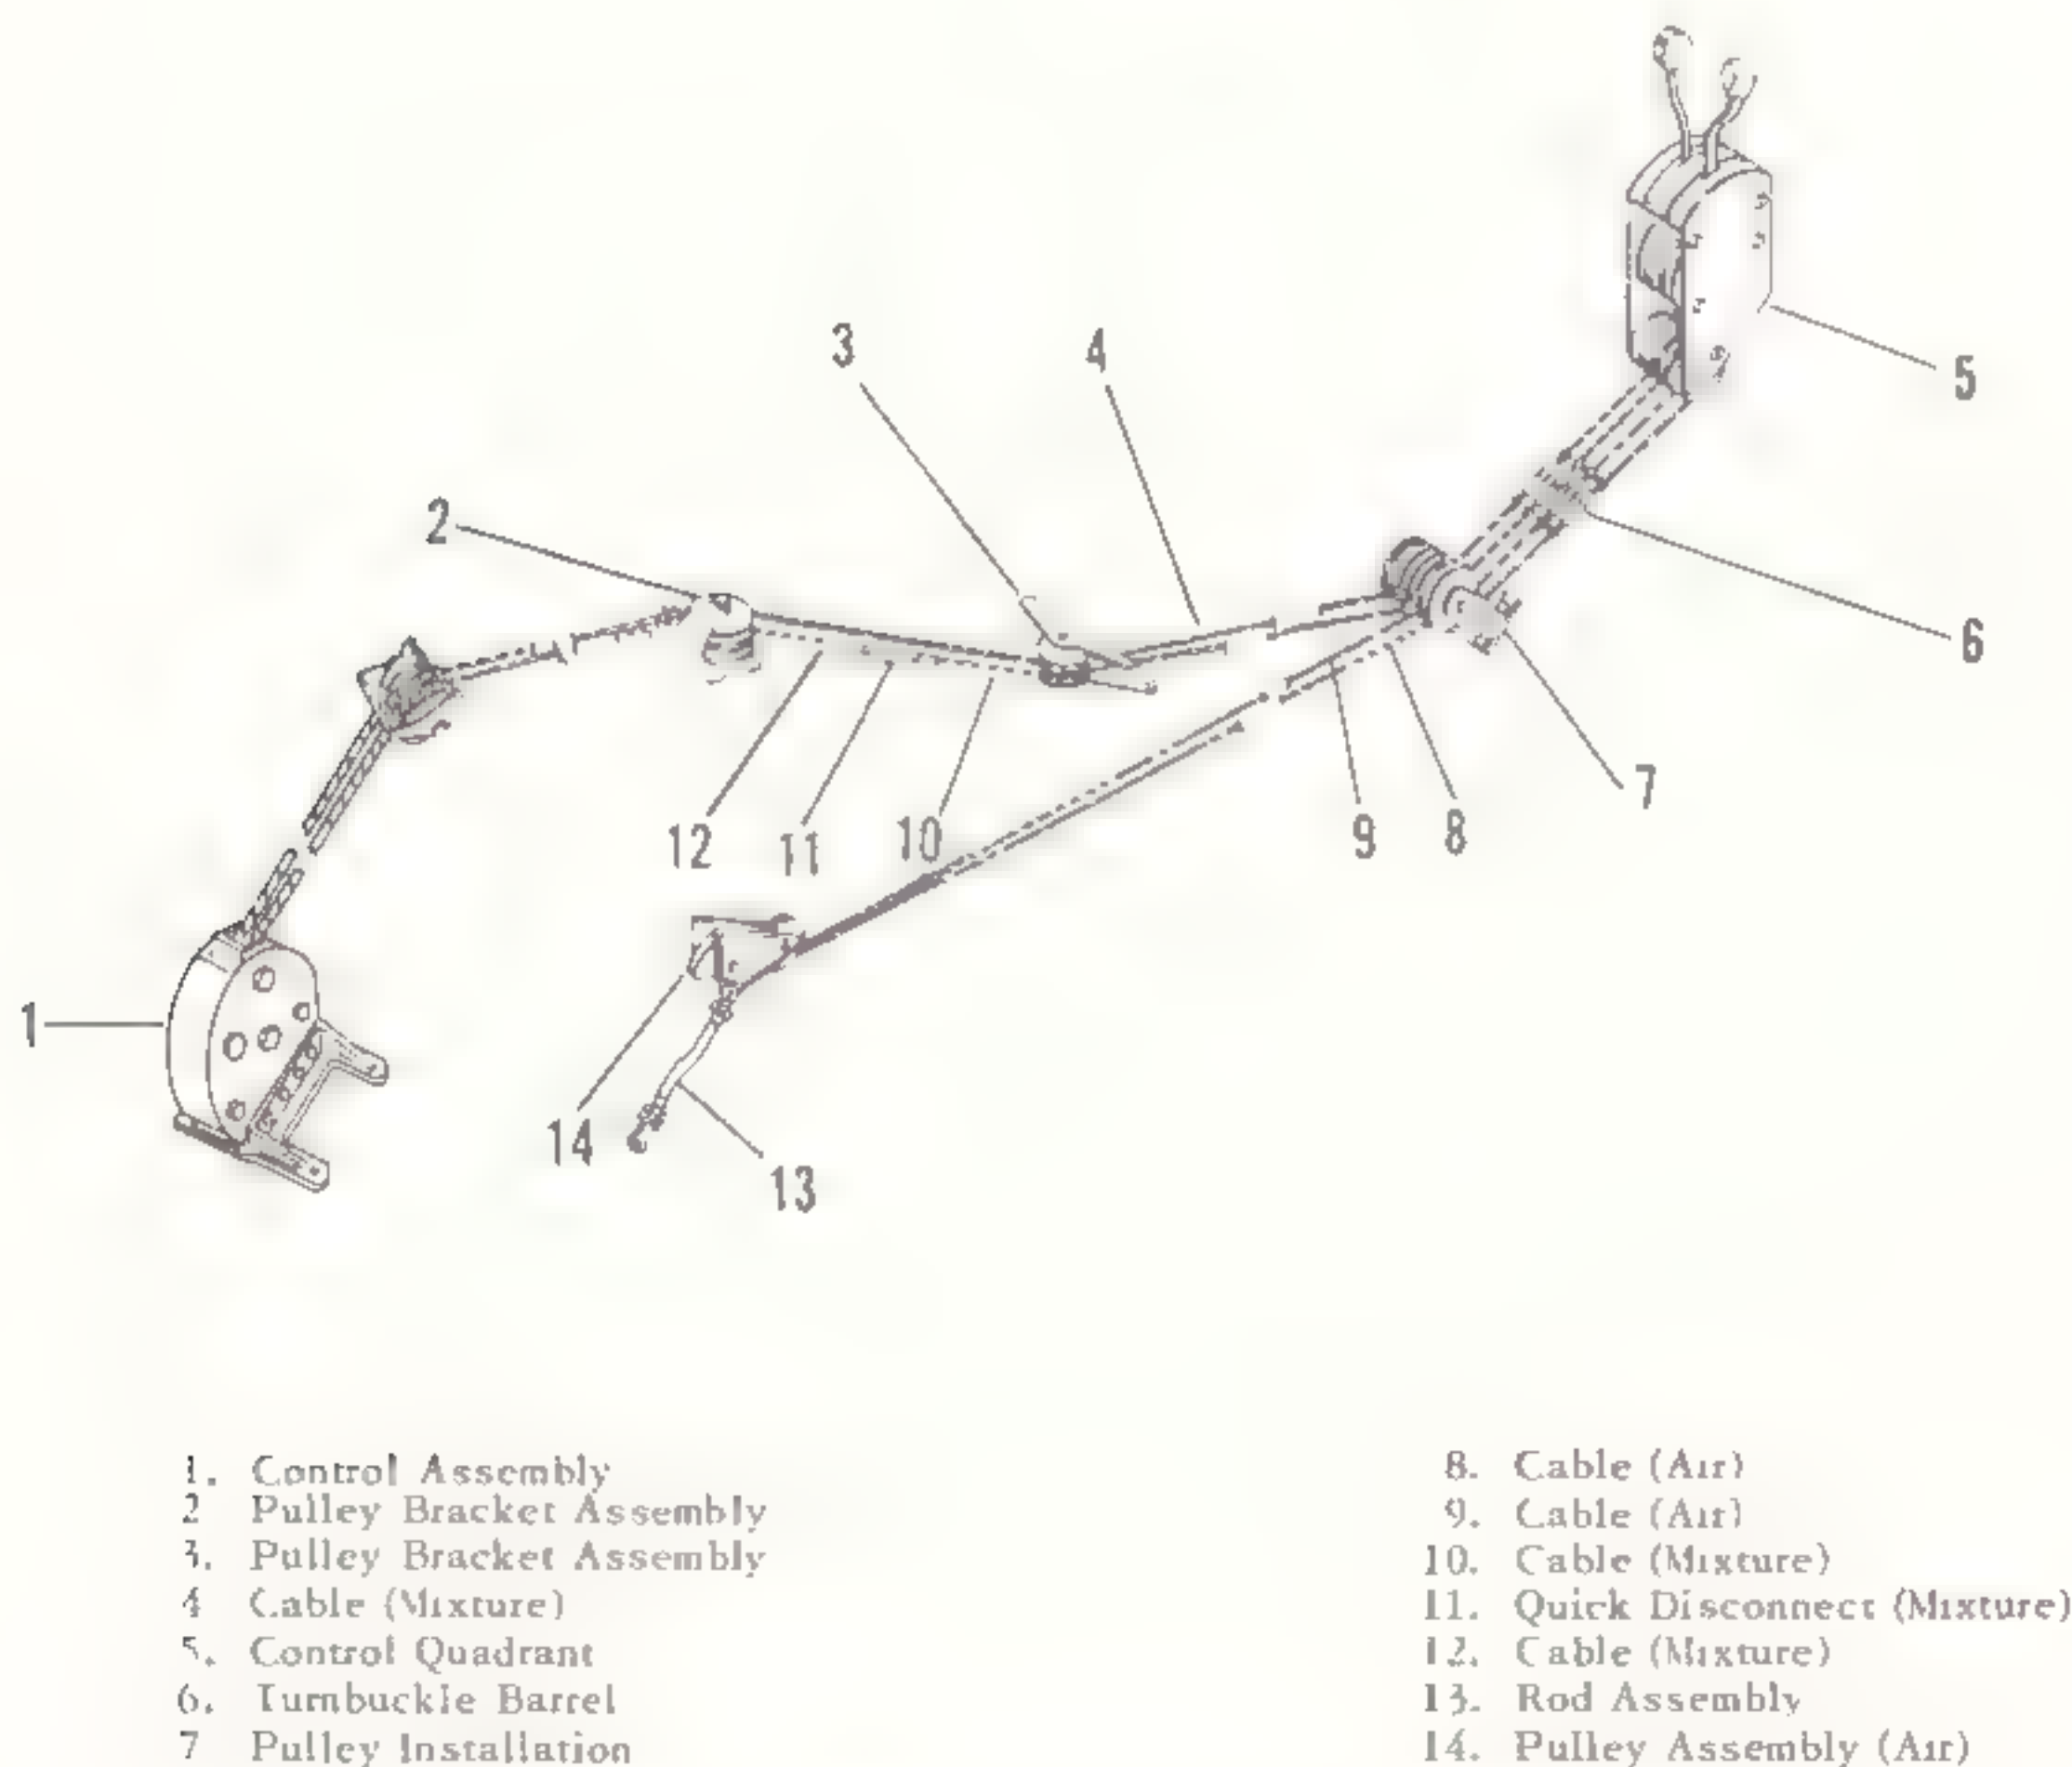 5
3
4
2
6
7
12
11
10
9
8
1
14
13
1. Control Assembly
2 Pulley Bracket Assembly
3. Pulley Bracket Assembly
4 Cable (Mixture)
5. Control Quadrant
6. Turnbuckle Barrel
7 Pulley Installation
8. Cable (Air)
9. Cable (Air)
10. Cable (Mixture)
11. Quick Disconnect (Mixture)
12. Cable (Mixture)
13. Rod Assembly
14. Pulley Assembly (Air)